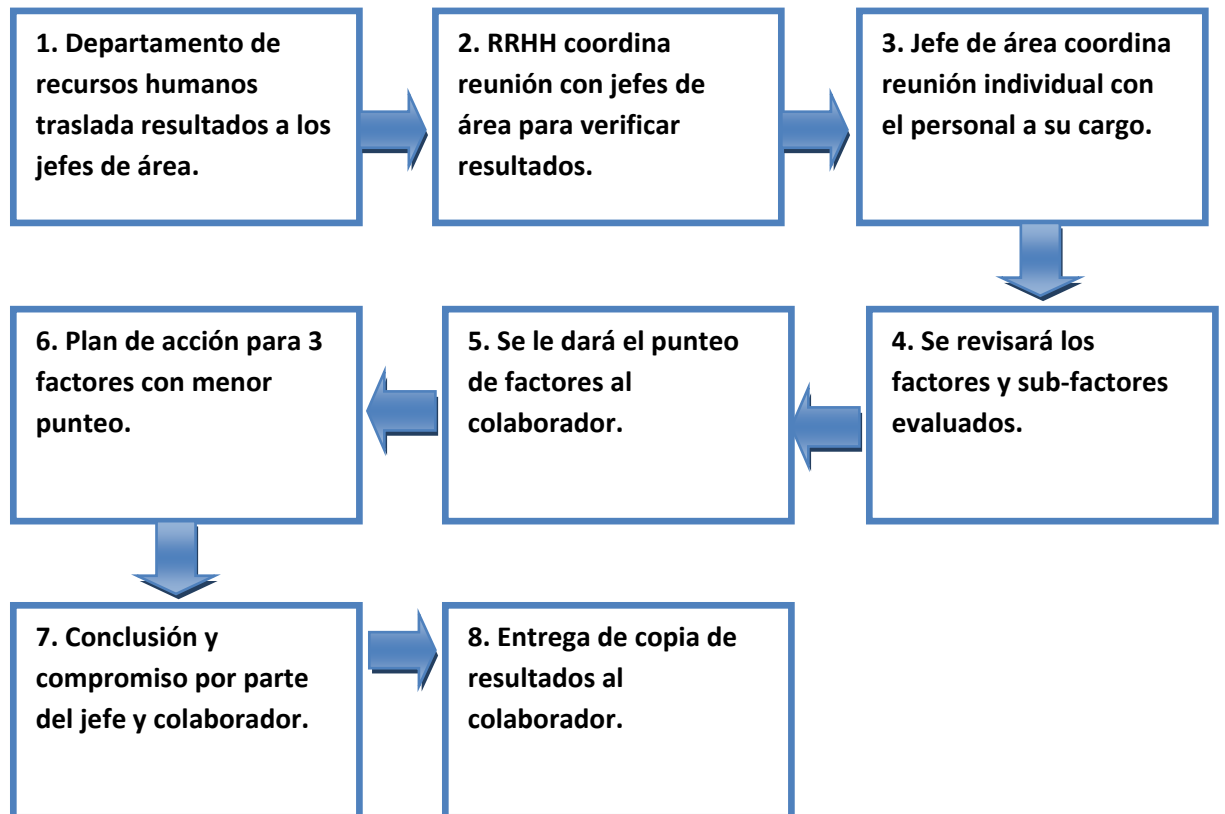 1. Departamento de
recursos humanos
traslada resultados a los
jefes de área.
2. RRHH coordina
reunión con jefes de
área para verificar
resultados.
3. Jefe de área coordina
reunión individual con
el personal a su cargo.
4. Se revisará los
factores y sub-factores
evaluados.
5. Se le dará el punteo
de factores al
colaborador.
6. Plan de acción para 3
factores con menor
punteo.
7. Conclusión y
compromiso por parte
del jefe y colaborador.
8. Entrega de copia de
resultados al
colaborador.